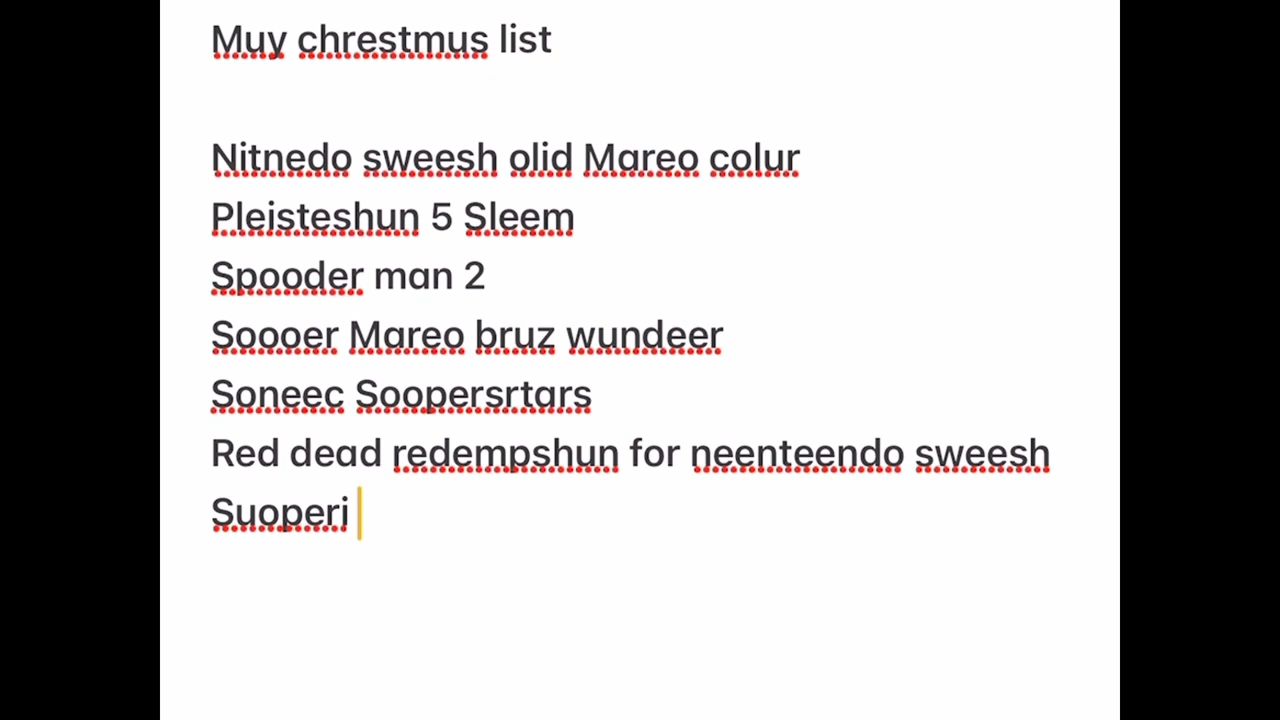 Muy chrestmus list
Nitnedo sweesh olid Mareo colur
Pleisteshun 5 Sleem
Spooder man 2
Soooer Mareo bruz wundeer
Soneec Soopersrtars
Red dead redempshun for neenteendo sweesh
Suoperi